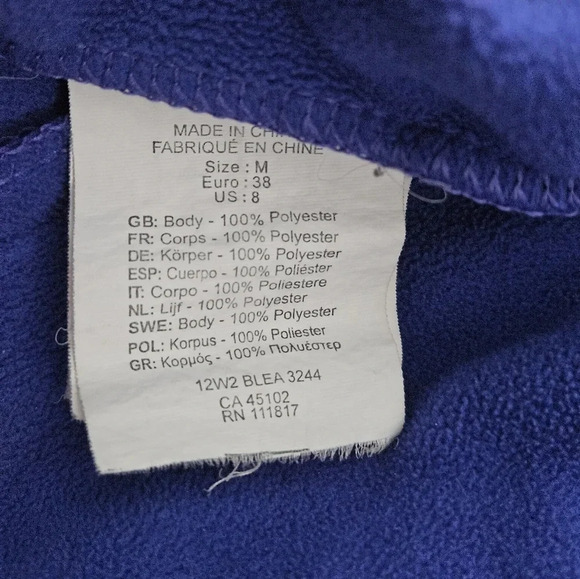 MADE IN
FABRIQUÉ EN CHINE
Size : M
Euro : 38
US : 8
GB: Body - 100% Polyester
FR: Corps - 100% Polyester
DE: Körper - 100% Polyester
ESP: Cuerpo - 100% Poliéster
IT: Corpo - 100% Poliestere
NL: Lijf - 100% Polyester
SWE: Body - 100% Polyester
POL: Korpus - 100% Poliester
GR: Κορμός - 100% Πολυέστερ
12W2 BLEA 3244
CA 45102
RN 111817